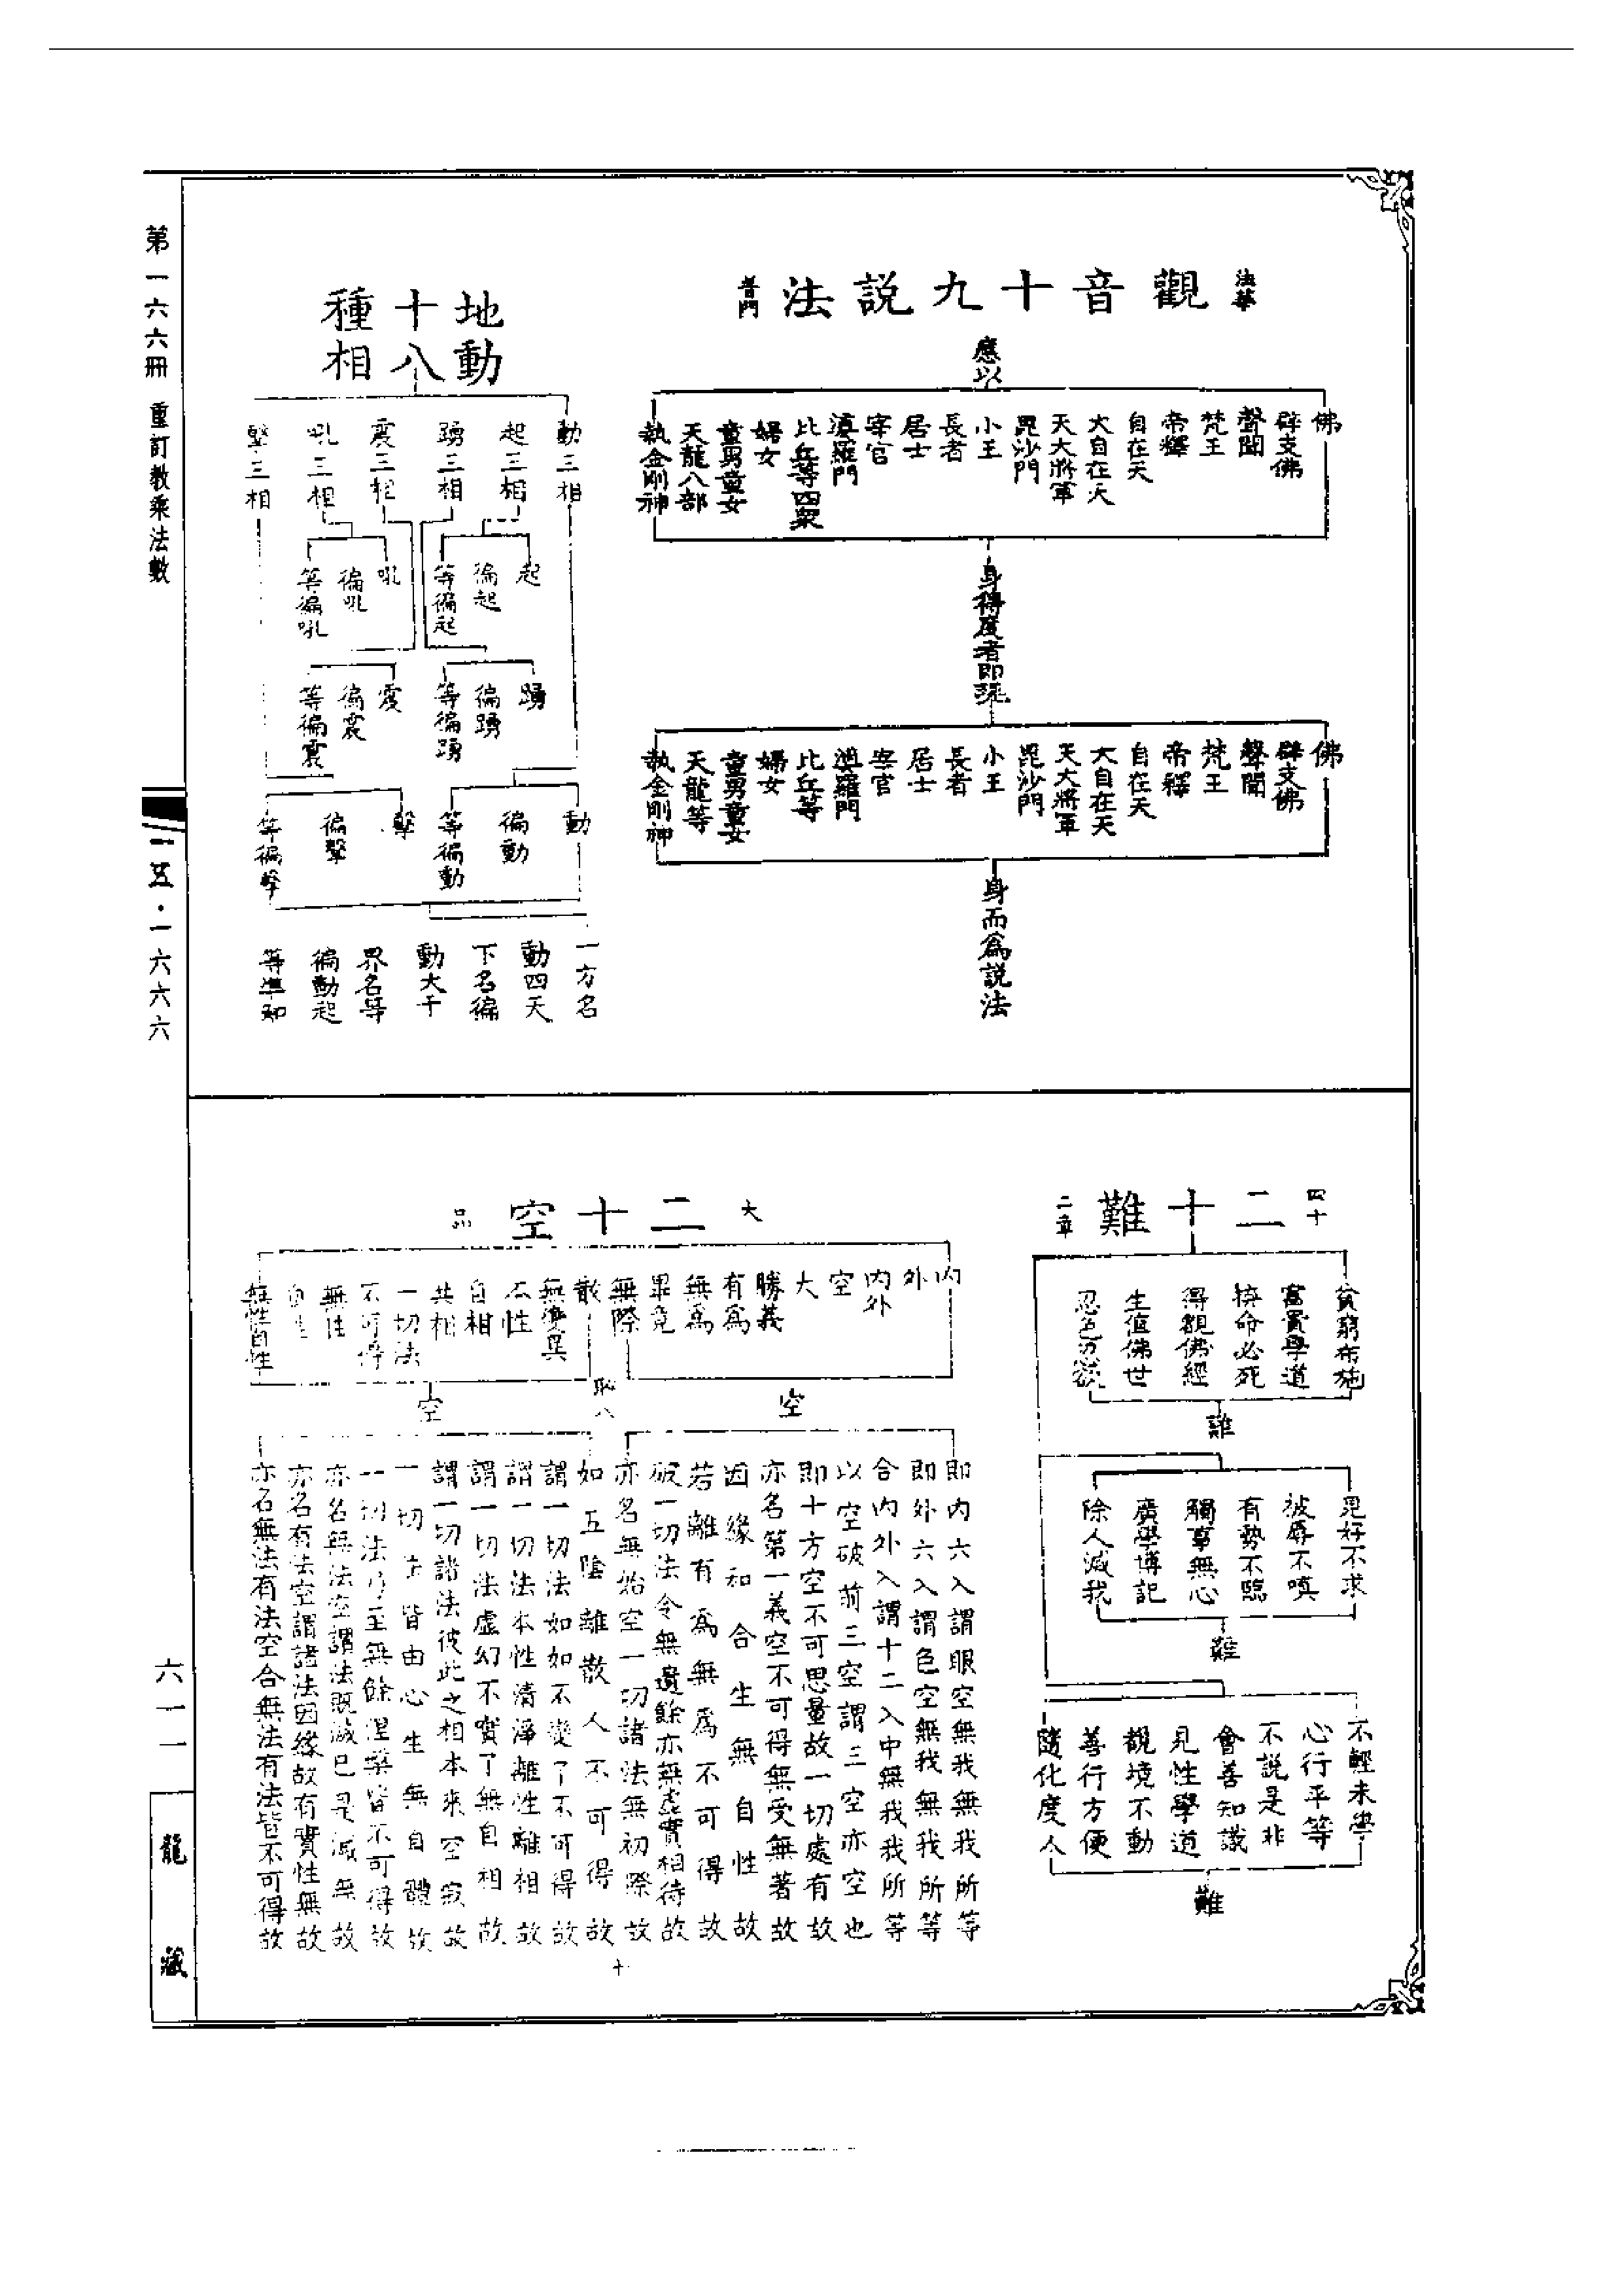 法華
觀音十九説法
普門
應以
佛
辟支佛
聲聞
梵王
帝釋
自在天
大自在天
天大將軍
毘沙門
小王
長者
居士
宰官
婆羅門
比丘等四衆
婦女
童男童女
天龍八部
執金剛神
身得度者即現
佛
辟支佛
聲聞
梵王
帝釋
自在天
大自在天
天大將軍
毘沙門
小王
長者
居士
宰官
婆羅門
比丘等
婦女
童男童女
天龍等
執金剛神
身而爲説法
地動
十八
種相
動三相
起三相
踊三相
震三相
吼三相
擊三相
起
徧起
等徧起
吼
徧吼
等徧吼
踊
徧踊
等徧踊
震
徧震
等徧震
動
徧動
等徧動
擊
徧擊
等徧擊
一方名
動四天
下名徧
動大千
界名等
徧動起
等準知
四十
二十難
二章
貧窮布施
富貴學道
捨命必死
得覩佛經
生值佛世
忍色忍欲
難
見好不求
被辱不嗔
有勢不臨
觸事無心
廣學博記
除人滅我
難
不輕未學
心行平等
不説是非
會善知識
見性學道
覩境不動
善行方便
隨化度人
難
大
二十空
品
内
外
内外
空
大
勝義
有爲
無爲
畢竟
無際
散
無變異
本性
自相
共相
一切法
不可得
無性
自性
無性自性
空
空
即内六入謂眼空無我無我所等
即外六入謂色空無我無我所等
合内外入謂十二入中無我我所等
以空破前三空謂三空亦空也
即十方空不可思量故一切處有故
亦名第一義空不可得無受無著故
因緣和合生無自性故
若離有爲無爲不可得故
破一切法令無遺餘亦無虛實相待故
亦名無始空一切諸法無初際故
如五陰離散人不可得故
謂一切法如如不變了不可得故
謂一切法本性清淨離性離相故
謂一切法虛幻不實了無自相故
謂一切諸法彼此之相本來空寂故
一切法皆由心生無自體故
一切法乃至無餘涅槃皆不可得故
亦名無法空謂法既滅已是滅無故
亦名有法空謂諸法因緣故有實性無故
亦名無法有法空合無法有法皆不可得故
十
第一六六冊
重訂教乘法數
一五·一六六六
六一一
龍藏